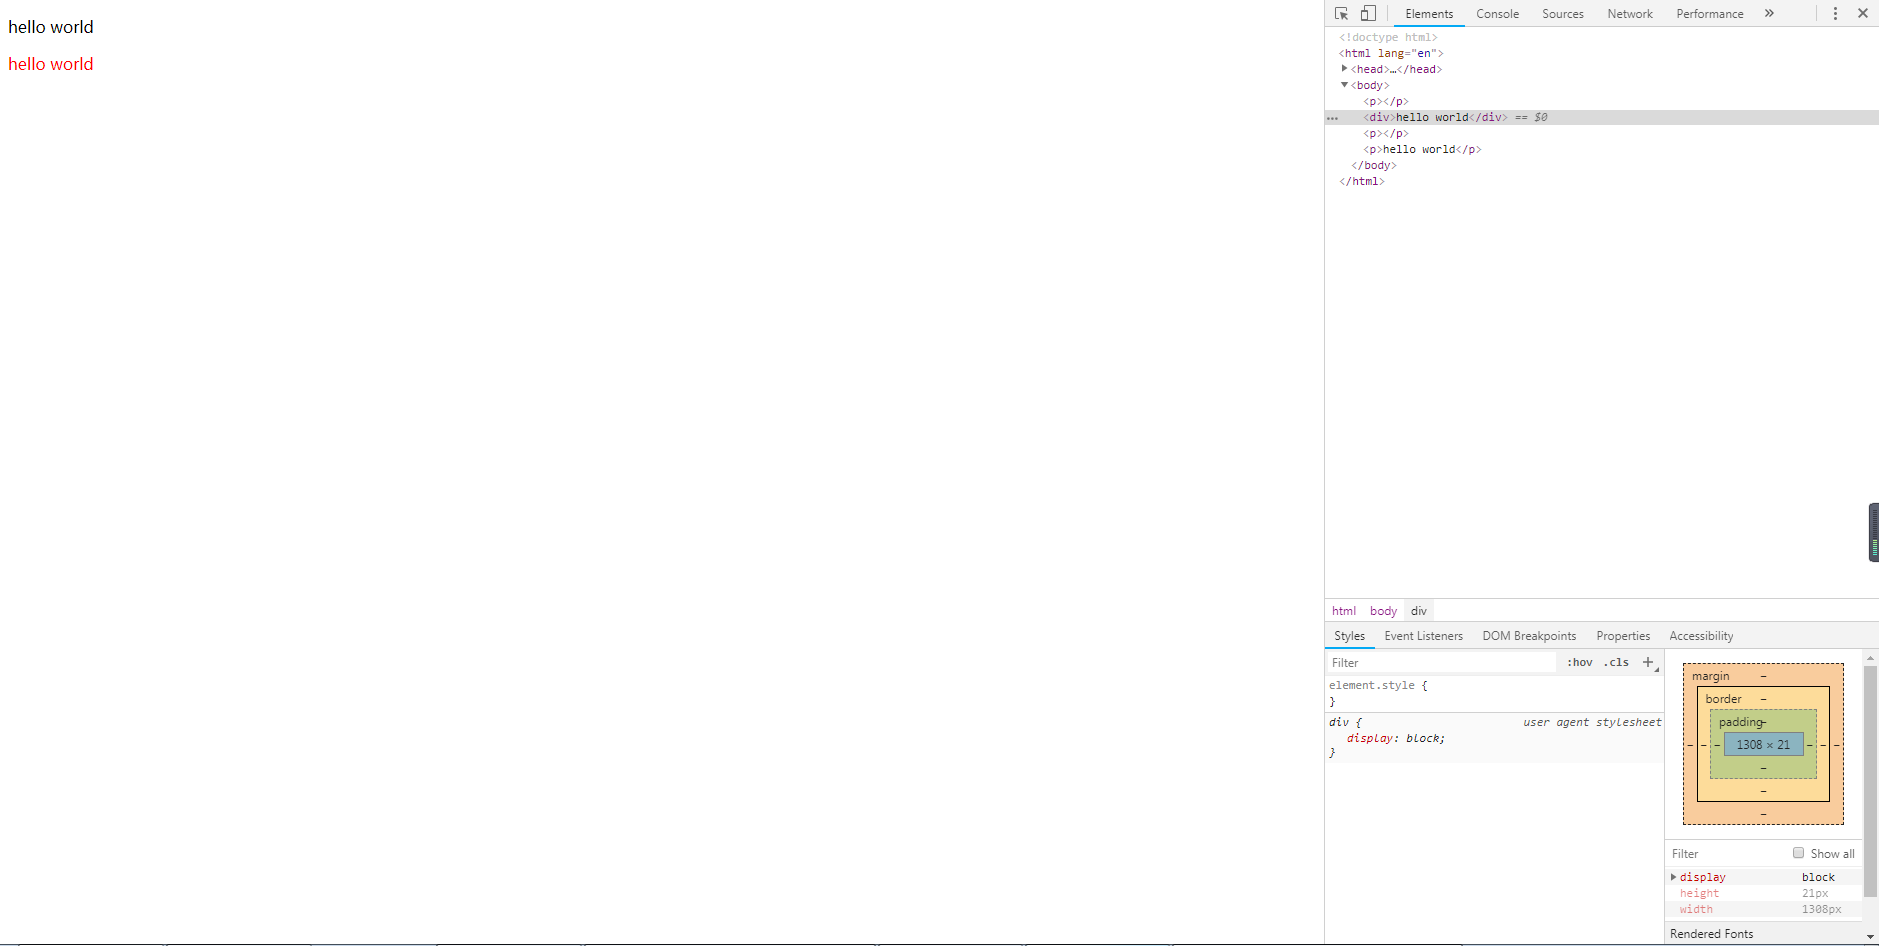 hello world
hello world
Elements Console Sources Network Performance »
<!doctype html>
<html lang="en">
<head>…</head>
<body>
<p></p>
<div>hello world</div> == $0
<p></p>
<p>hello world</p>
</body>
</html>
html body div
Styles Event Listeners DOM Breakpoints Properties Accessibility
Filter :hov .cls +
element.style {
}
div { user agent stylesheet
display: block;
}
margin –
border –
padding –
– – – 1308 × 21 – – –
–
–
–
Filter Show all
display block
height 21px
width 1308px
Rendered Fonts